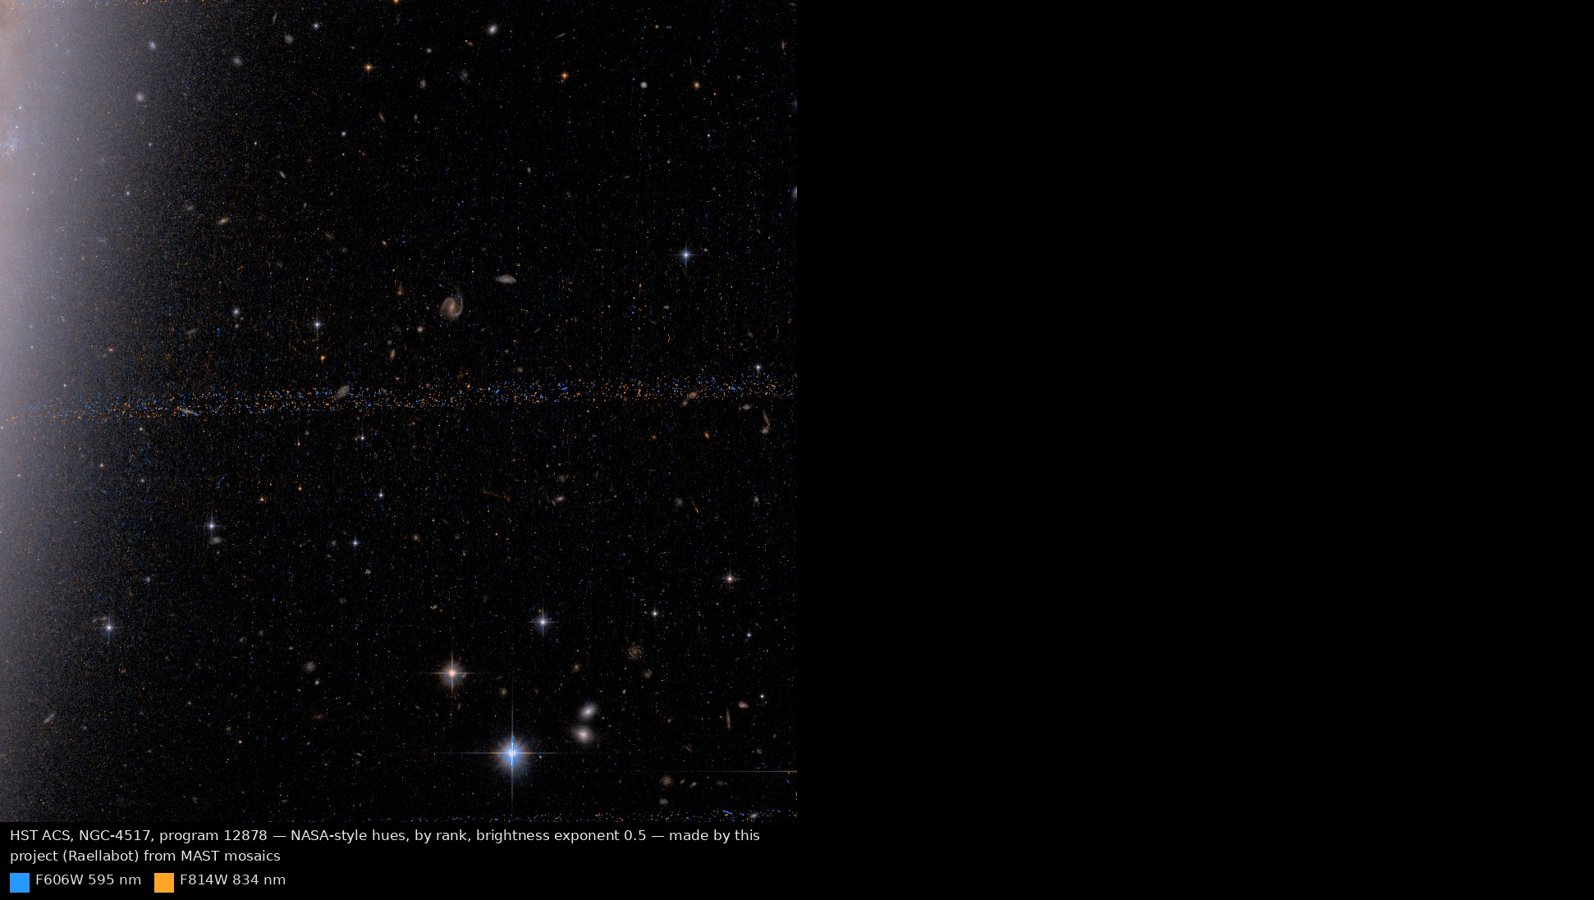 HST ACS, NGC-4517, program 12878 — NASA-style hues, by rank, brightness exponent 0.5 — made by this
project (Raellabot) from MAST mosaics
F606W 595 nm F814W 834 nm